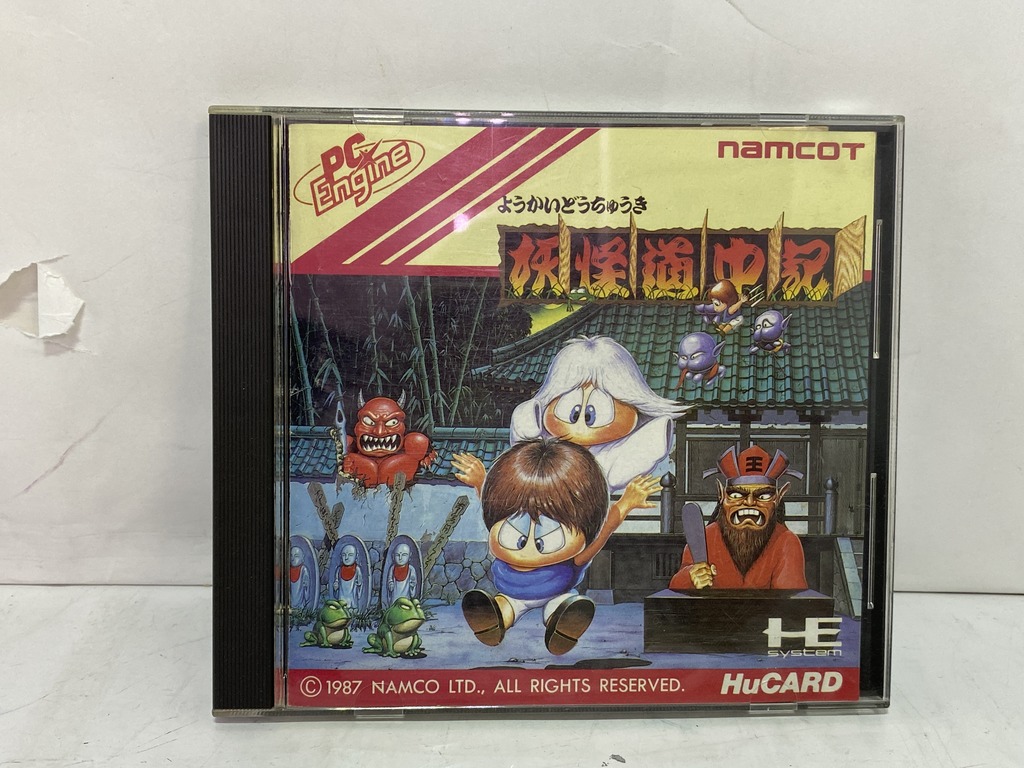 PC Engine
namcoT
ようかいどうちゅうき
妖怪道中記
王
HE
system
© 1987 NAMCO LTD., ALL RIGHTS RESERVED.
HuCARD